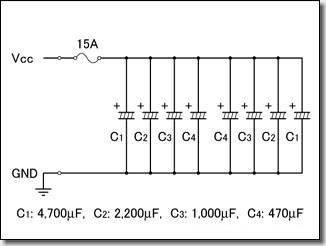 15A
Vcc
+ + + + + + + +
C1 C2 C3 C4 C4 C3 C2 C1
GND
C1: 4,700μF, C2: 2,200μF, C3: 1,000μF, C4: 470μF